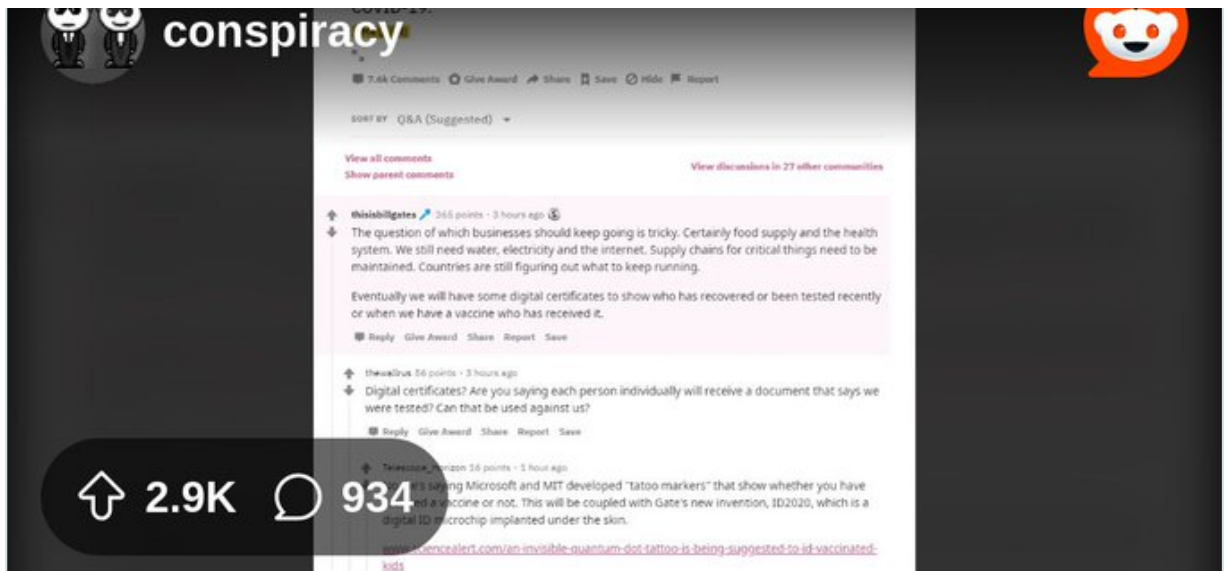 COVID-19.
conspiracy
7.6k Comments Give Award Share Save Hide Report
SORT BY Q&A (Suggested)
View all comments
Show parent comments
View discussions in 27 other communities
thisisbillgates 365 points · 3 hours ago
The question of which businesses should keep going is tricky. Certainly food supply and the health
system. We still need water, electricity and the internet. Supply chains for critical things need to be
maintained. Countries are still figuring out what to keep running.
Eventually we will have some digital certificates to show who has recovered or been tested recently
or when we have a vaccine who has received it.
Reply Give Award Share Report Save
thewallrus 56 points · 3 hours ago
Digital certificates? Are you saying each person individually will receive a document that says we
were tested? Can that be used against us?
Reply Give Award Share Report Save
Telescope_horizon 16 points · 1 hour ago
saying Microsoft and MIT developed "tatoo markers" that show whether you have
a vaccine or not. This will be coupled with Gate's new invention, ID2020, which is a
digital ID microchip implanted under the skin.
www.sciencealert.com/an-invisible-quantum-dot-tattoo-is-being-suggested-to-id-vaccinated-
kids
2.9K 934